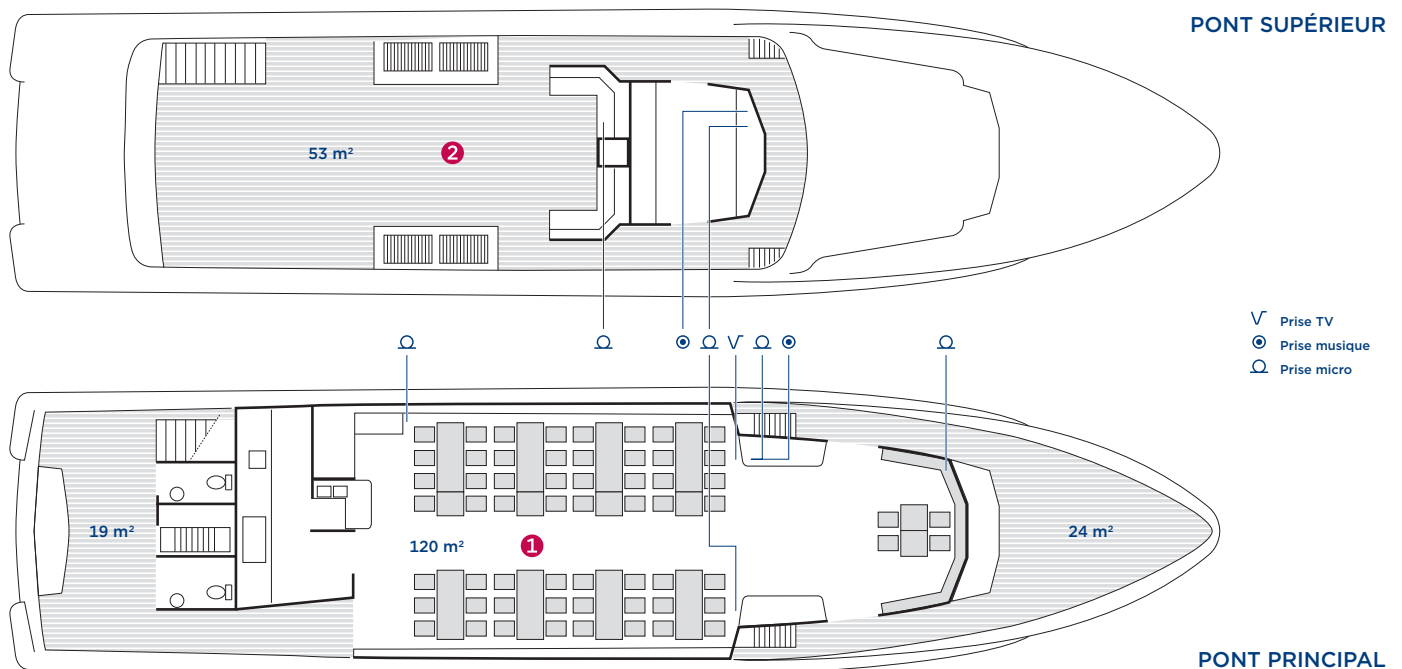 PONT SUPÉRIEUR
53 m²
2
Prise TV
Prise musique
Prise micro
19 m²
120 m²
1
24 m²
PONT PRINCIPAL